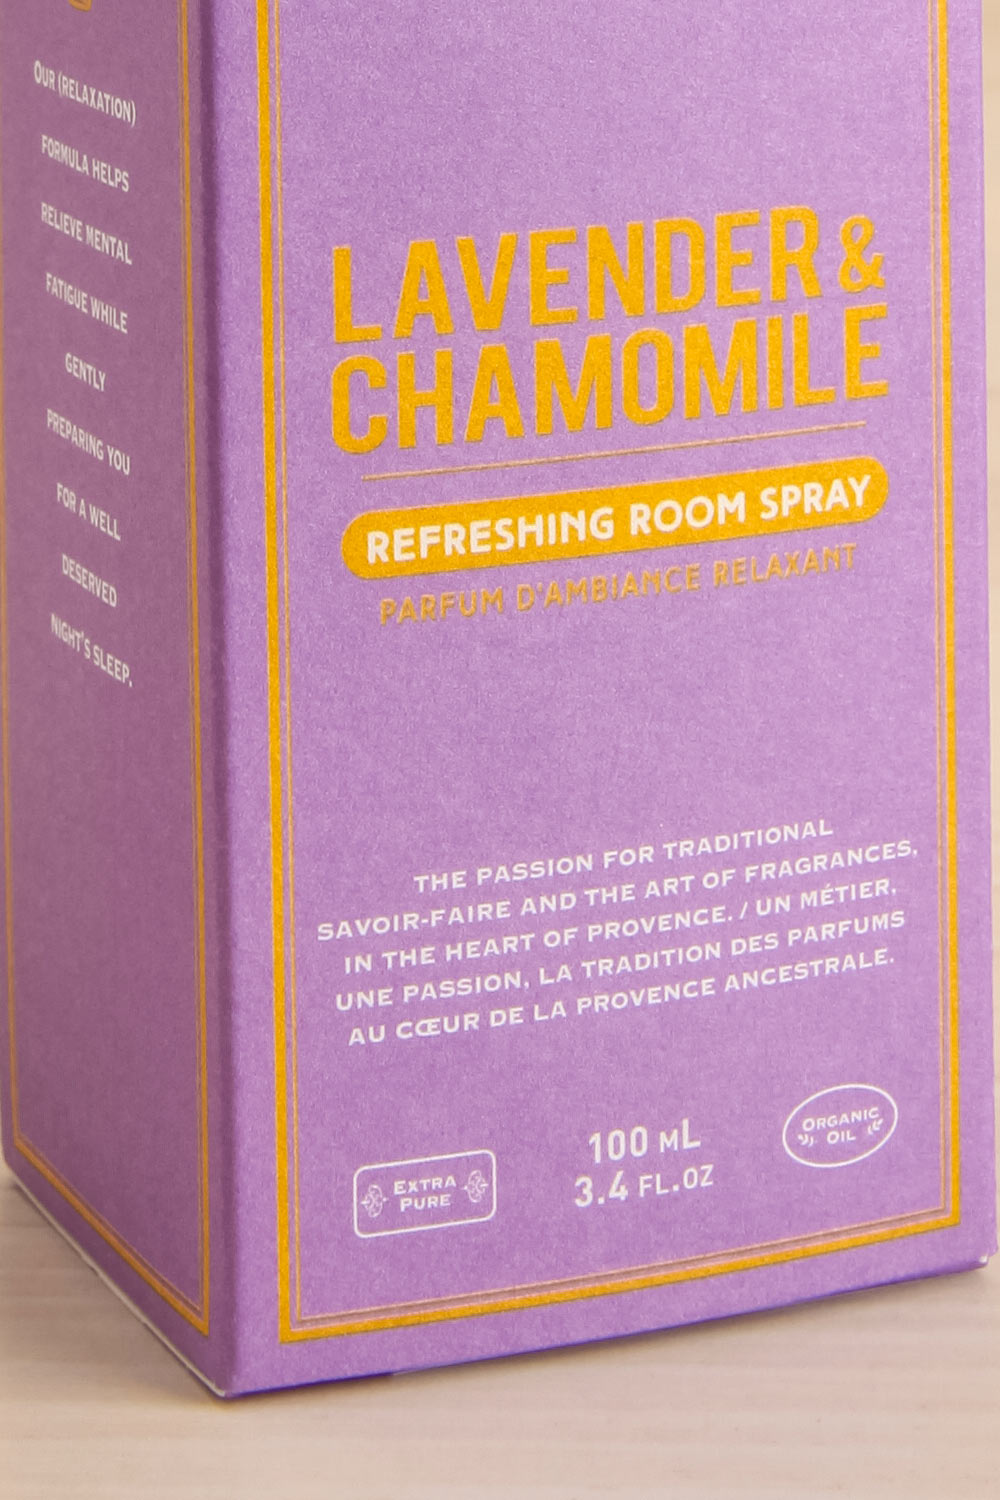 OUR (RELAXATION)
FORMULA HELPS
RELIEVE MENTAL
FATIGUE WHILE
GENTLY
PREPARING YOU
FOR A WELL
DESERVED
NIGHT'S SLEEP.
LAVENDER &
CHAMOMILE
REFRESHING ROOM SPRAY
PARFUM D'AMBIANCE RELAXANT
THE PASSION FOR TRADITIONAL
SAVOIR-FAIRE AND THE ART OF FRAGRANCES,
IN THE HEART OF PROVENCE. / UN MÉTIER,
UNE PASSION, LA TRADITION DES PARFUMS
AU CŒUR DE LA PROVENCE ANCESTRALE.
EXTRA
PURE
100 mL
3.4 FL.OZ
ORGANIC
OIL